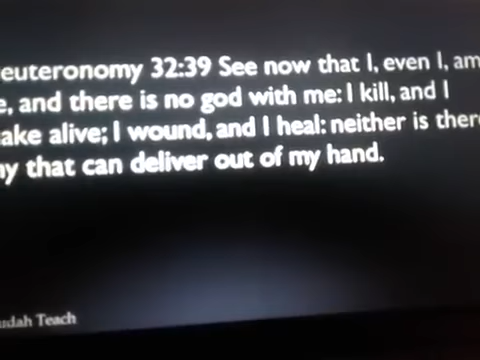 euteronomy 32:39 See now that I, even I, am
e, and there is no god with me: I kill, and I
ake alive; I wound, and I heal: neither is there
ny that can deliver out of my hand.
udah Teach